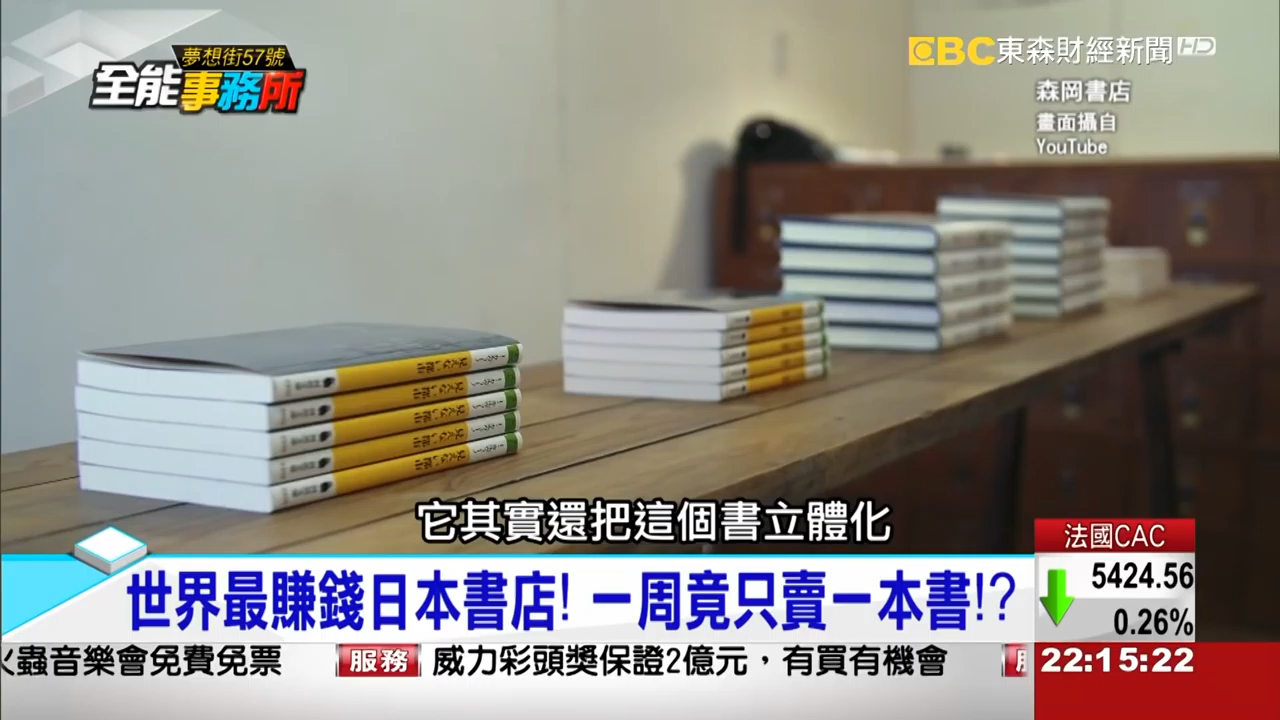 夢想街57號
全能事務所
EBC東森財經新聞HD
森岡書店
畫面攝自
YouTube
它其實還把這個書立體化
世界最賺錢日本書店! 一周竟只賣一本書!?
法國CAC
5424.56
0.26%
火蟲音樂會免費免票 服務 威力彩頭獎保證2億元，有買有機會
22:15:22